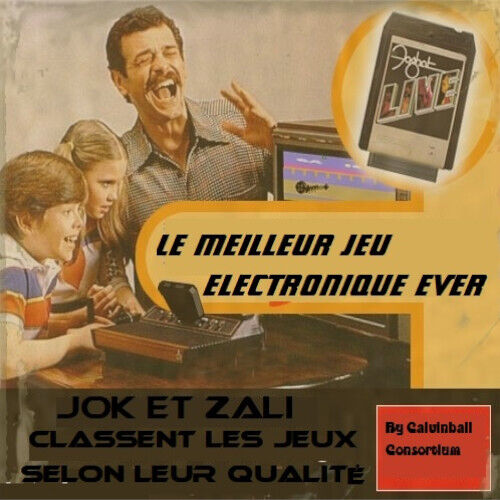 Foghat
LIVE
LE MEILLEUR JEU
ELECTRONIQUE EVER
JOK ET ZALI
CLASSENT LES JEUX
SELON LEUR QUALITÉ
By Calvinball
Consortium